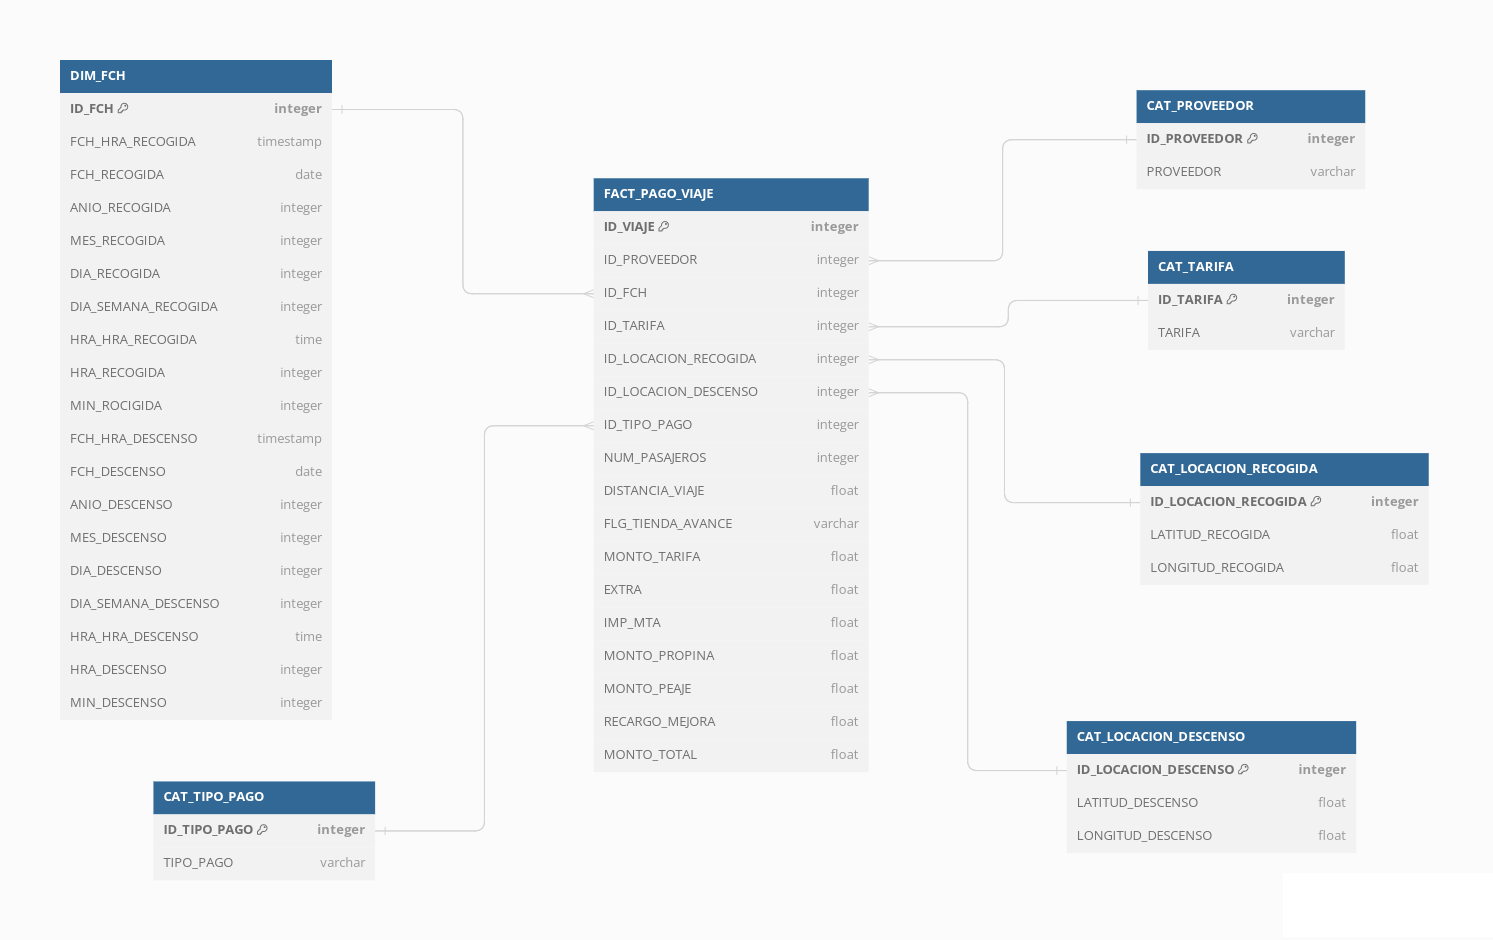 DIM_FCH
ID_FCH integer
FCH_HRA_RECOGIDA timestamp
FCH_RECOGIDA date
ANIO_RECOGIDA integer
MES_RECOGIDA integer
DIA_RECOGIDA integer
DIA_SEMANA_RECOGIDA integer
HRA_HRA_RECOGIDA time
HRA_RECOGIDA integer
MIN_ROCIGIDA integer
FCH_HRA_DESCENSO timestamp
FCH_DESCENSO date
ANIO_DESCENSO integer
MES_DESCENSO integer
DIA_DESCENSO integer
DIA_SEMANA_DESCENSO integer
HRA_HRA_DESCENSO time
HRA_DESCENSO integer
MIN_DESCENSO integer
CAT_TIPO_PAGO
ID_TIPO_PAGO integer
TIPO_PAGO varchar
FACT_PAGO_VIAJE
ID_VIAJE integer
ID_PROVEEDOR integer
ID_FCH integer
ID_TARIFA integer
ID_LOCACION_RECOGIDA integer
ID_LOCACION_DESCENSO integer
ID_TIPO_PAGO integer
NUM_PASAJEROS integer
DISTANCIA_VIAJE float
FLG_TIENDA_AVANCE varchar
MONTO_TARIFA float
EXTRA float
IMP_MTA float
MONTO_PROPINA float
MONTO_PEAJE float
RECARGO_MEJORA float
MONTO_TOTAL float
CAT_PROVEEDOR
ID_PROVEEDOR integer
PROVEEDOR varchar
CAT_TARIFA
ID_TARIFA integer
TARIFA varchar
CAT_LOCACION_RECOGIDA
ID_LOCACION_RECOGIDA integer
LATITUD_RECOGIDA float
LONGITUD_RECOGIDA float
CAT_LOCACION_DESCENSO
ID_LOCACION_DESCENSO integer
LATITUD_DESCENSO float
LONGITUD_DESCENSO float